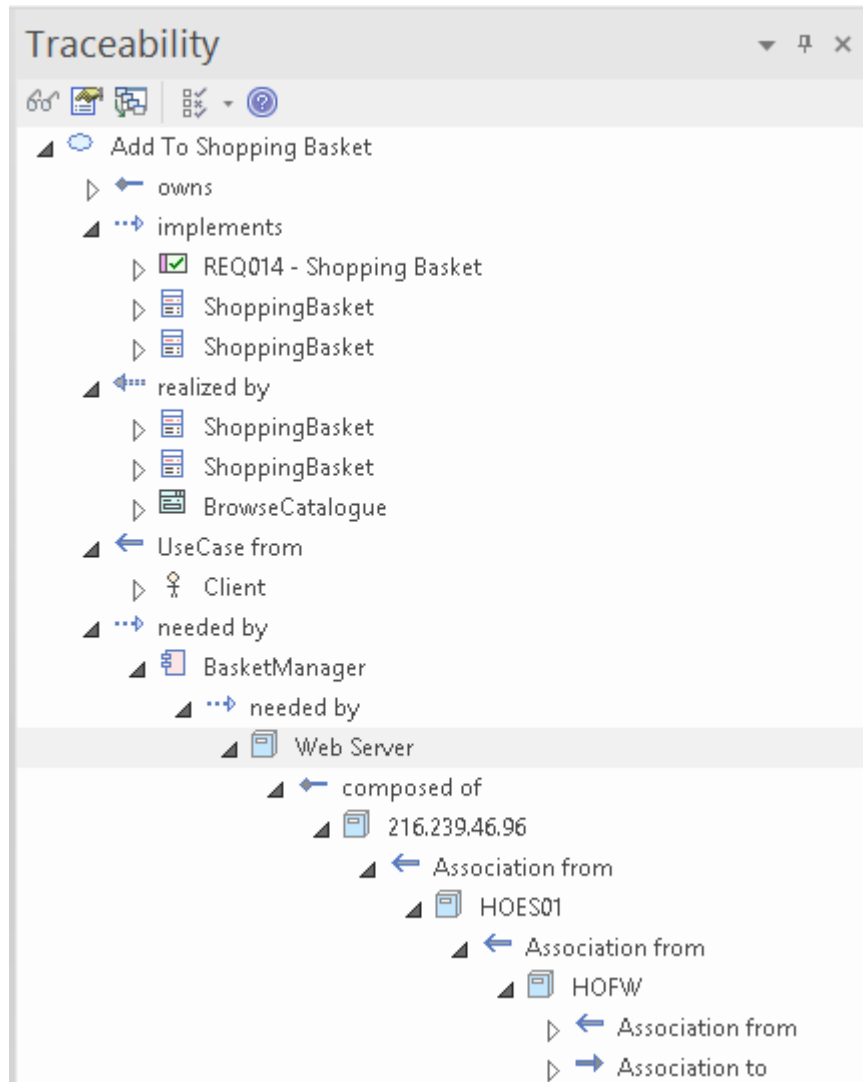 Traceability
Add To Shopping Basket
owns
implements
REQ014 - Shopping Basket
ShoppingBasket
ShoppingBasket
realized by
ShoppingBasket
ShoppingBasket
BrowseCatalogue
UseCase from
Client
needed by
BasketManager
needed by
Web Server
composed of
216.239.46.96
Association from
HOES01
Association from
HOFW
Association from
Association to